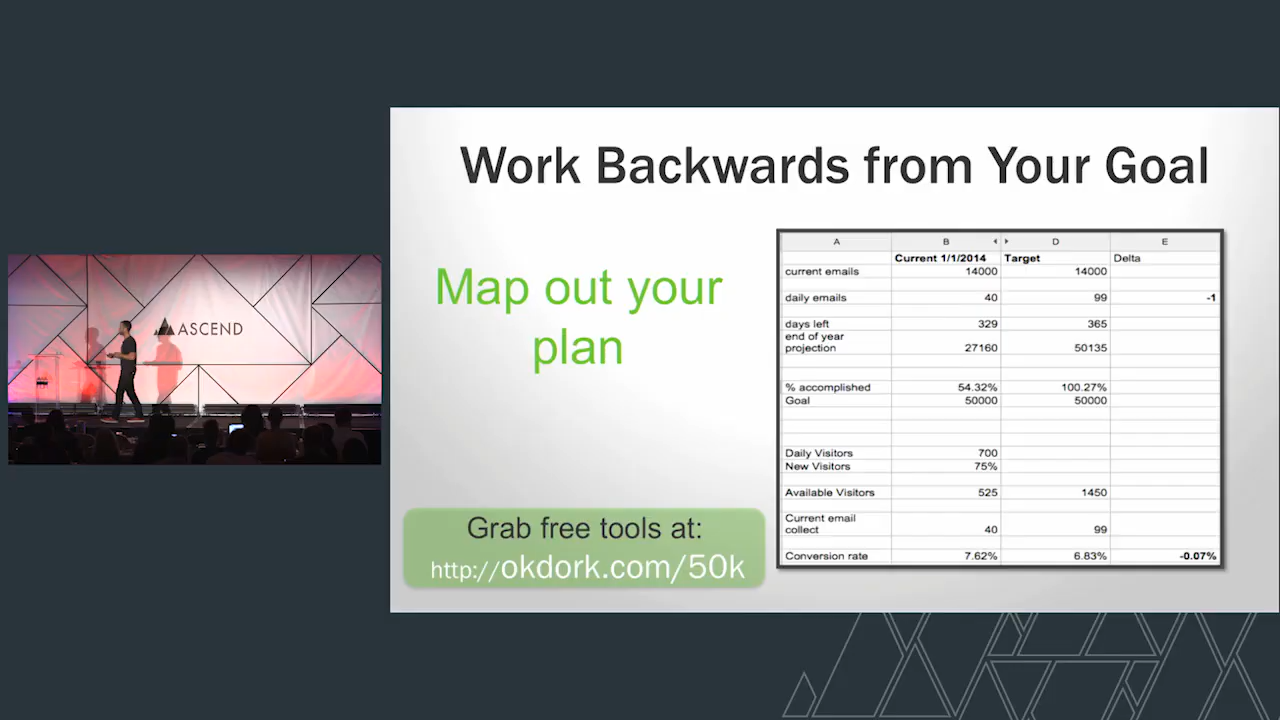 Work Backwards from Your Goal
Map out your
plan
Grab free tools at:
http://okdork.com/50k
A B D E
Current 1/1/2014 Target Delta
current emails 14000 14000
daily emails 40 99 -1
days left 329 365
end of year
projection 27160 50135
% accomplished 54.32% 100.27%
Goal 50000 50000
Daily Visitors 700
New Visitors 75%
Available Visitors 525 1450
Current email
collect 40 99
Conversion rate 7.62% 6.83% -0.07%
ASCEND